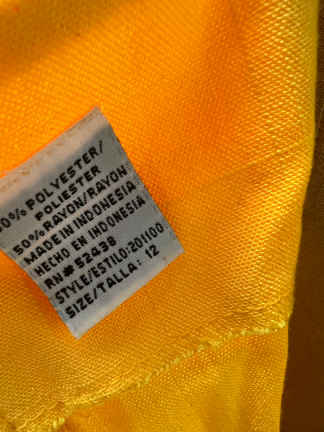 0% POLYESTER/
POLIESTER
50% RAYON/RAYON
MADE IN INDONESIA
HECHO EN INDONESIA
RN# 52638
STYLE/ESTILO:201100
SIZE/TALLA: 12